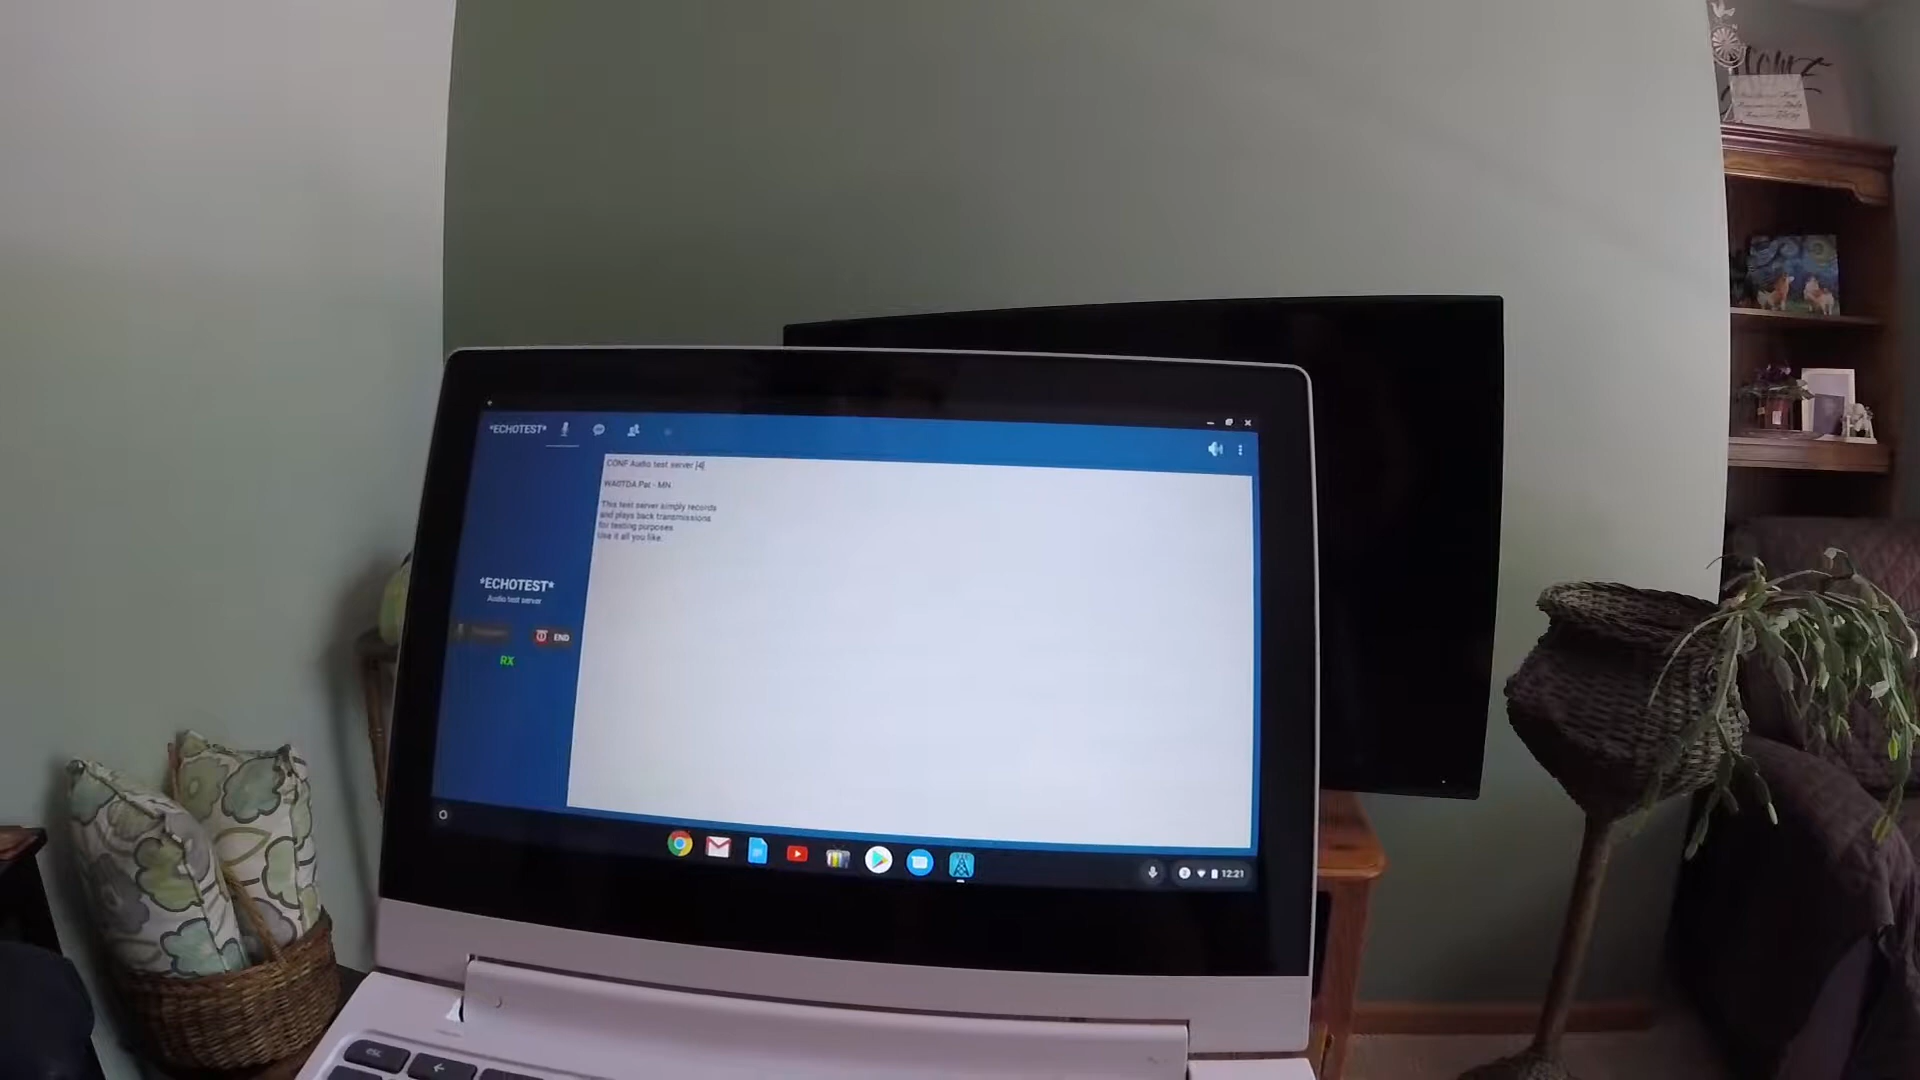 *ECHOTEST*
CONF Audio test server [4]
WA0TDA Pat - MN
This test server simply records
and plays back transmissions
for testing purposes
Use it all you like.
*ECHOTEST*
Audio test server
END
RX
12:21
esc